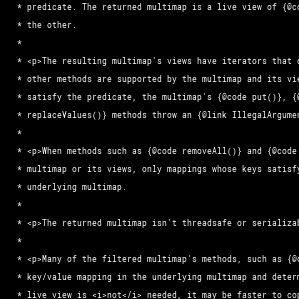 * predicate. The returned multimap is a live view of {@co
* the other.
*
* <p>The resulting multimap's views have iterators that
* other methods are supported by the multimap and its vie
* satisfy the predicate, the multimap's {@code put()}, {@
* replaceValues()} methods throw an {@link IllegalArgumen
*
* <p>When methods such as {@code removeAll()} and {@code
* multimap or its views, only mappings whose keys satisfy
* underlying multimap.
*
* <p>The returned multimap isn't threadsafe or serializab
*
* <p>Many of the filtered multimap's methods, such as {@c
* key/value mapping in the underlying multimap and determ
* live view is <i>not</i> needed, it may be faster to cop